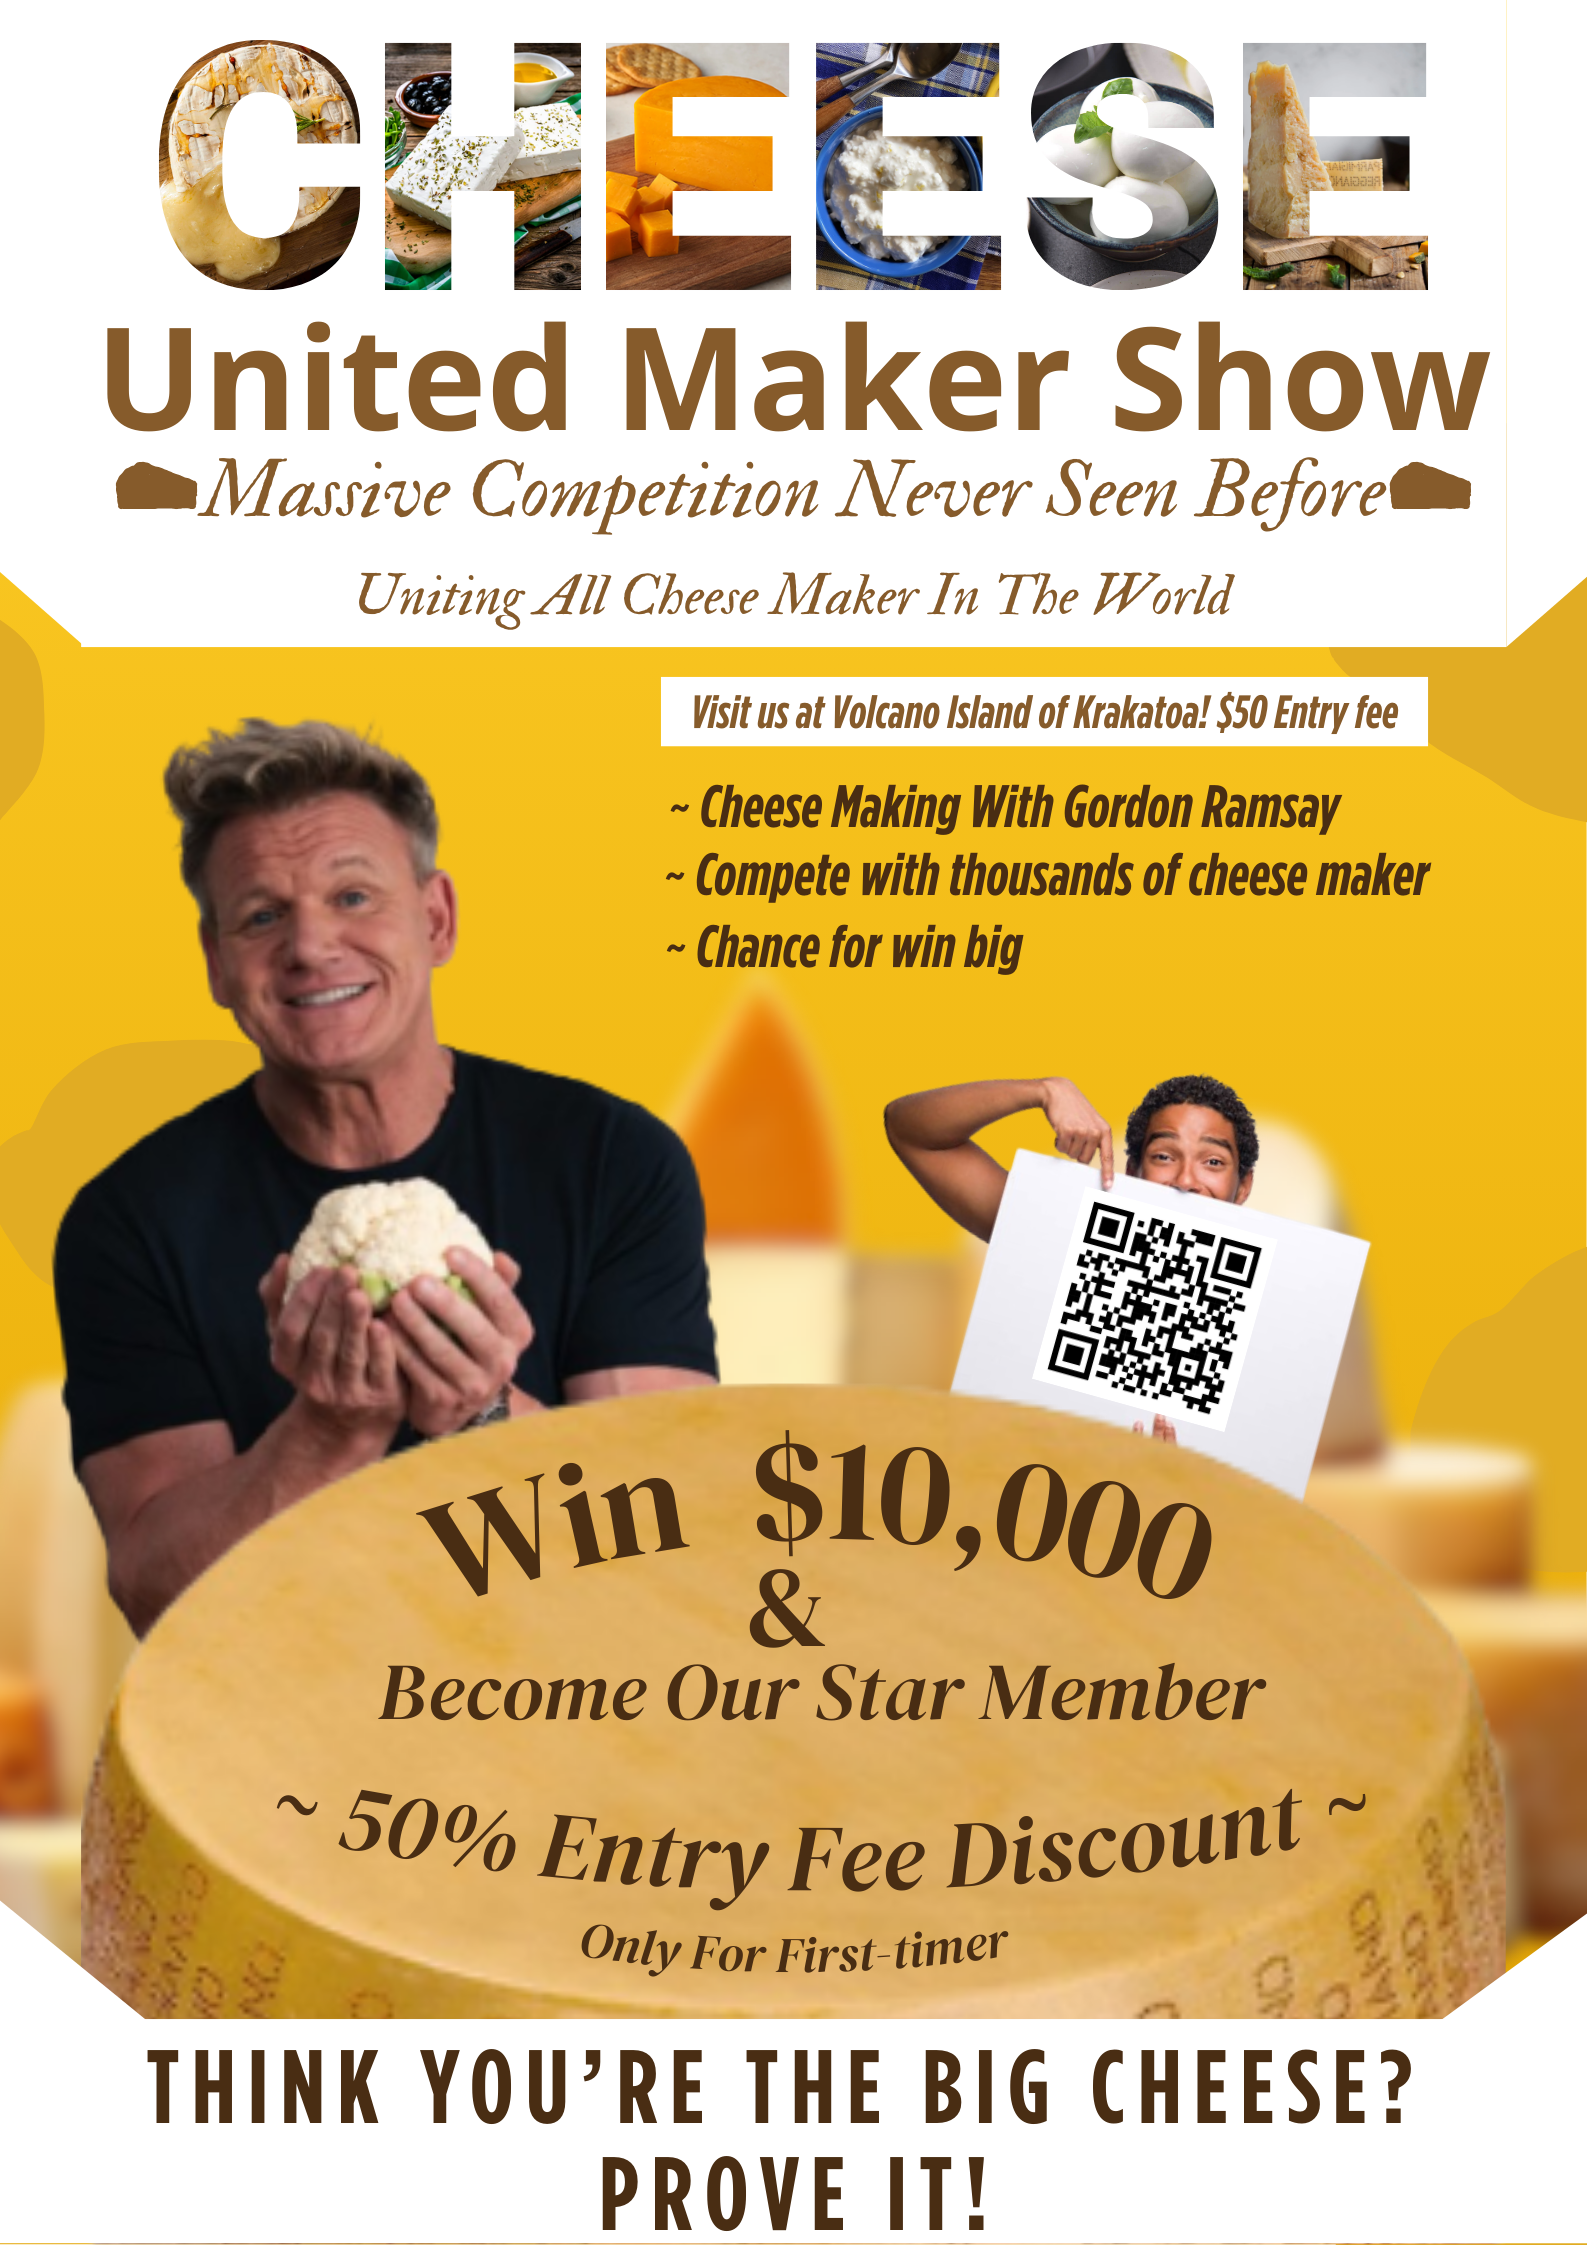 CHEESE
United Maker Show
Massive Competition Never Seen Before
Uniting All Cheese Maker In The World
Visit us at Volcano Island of Krakatoa! $50 Entry fee
~ Cheese Making With Gordon Ramsay
~ Compete with thousands of cheese maker
~ Chance for win big
Win $10,000
&
Become Our Star Member
~ 50% Entry Fee Discount ~
Only For First-timer
THINK YOU'RE THE BIG CHEESE?
PROVE IT!